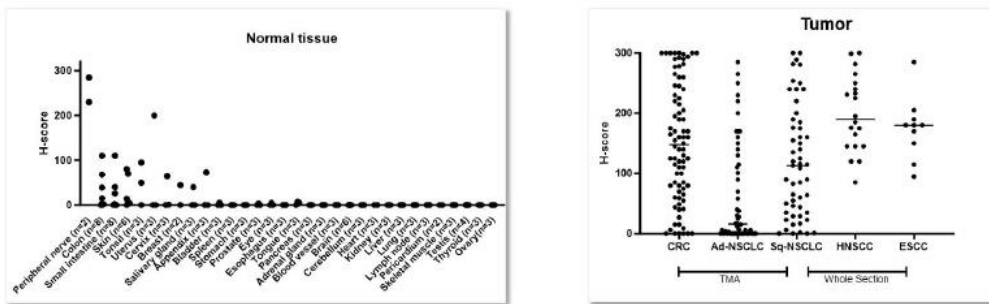 Normal tissue
300
200
100
0
H-score
Peripheral nerve (n=2)
Colon (n=8)
Small intestine (n=8)
Skin (n=6)
Tonsil (n=3)
Uterus (n=3)
Cervix (n=3)
Breast (n=2)
Salivary gland (n=3)
Appendix (n=3)
Bladder (n=3)
Spleen (n=3)
Stomach (n=3)
Prostate (n=3)
Eye (n=3)
Esophagus (n=3)
Tongue (n=3)
Pancreas (n=3)
Adrenal gland (n=3)
Blood vessel (n=3)
Brain (n=6)
Cerebellum (n=3)
Heart (n=3)
Kidney (n=3)
Liver (n=3)
Lung (n=3)
Lymph node (n=3)
Pericardium (n=2)
Skeletal muscle (n=3)
Testis (n=4)
Thyroid (n=3)
Ovary(n=3)
Tumor
300
200
100
0
H-score
CRC Ad-NSCLC Sq-NSCLC HNSCC ESCC
TMA Whole Section